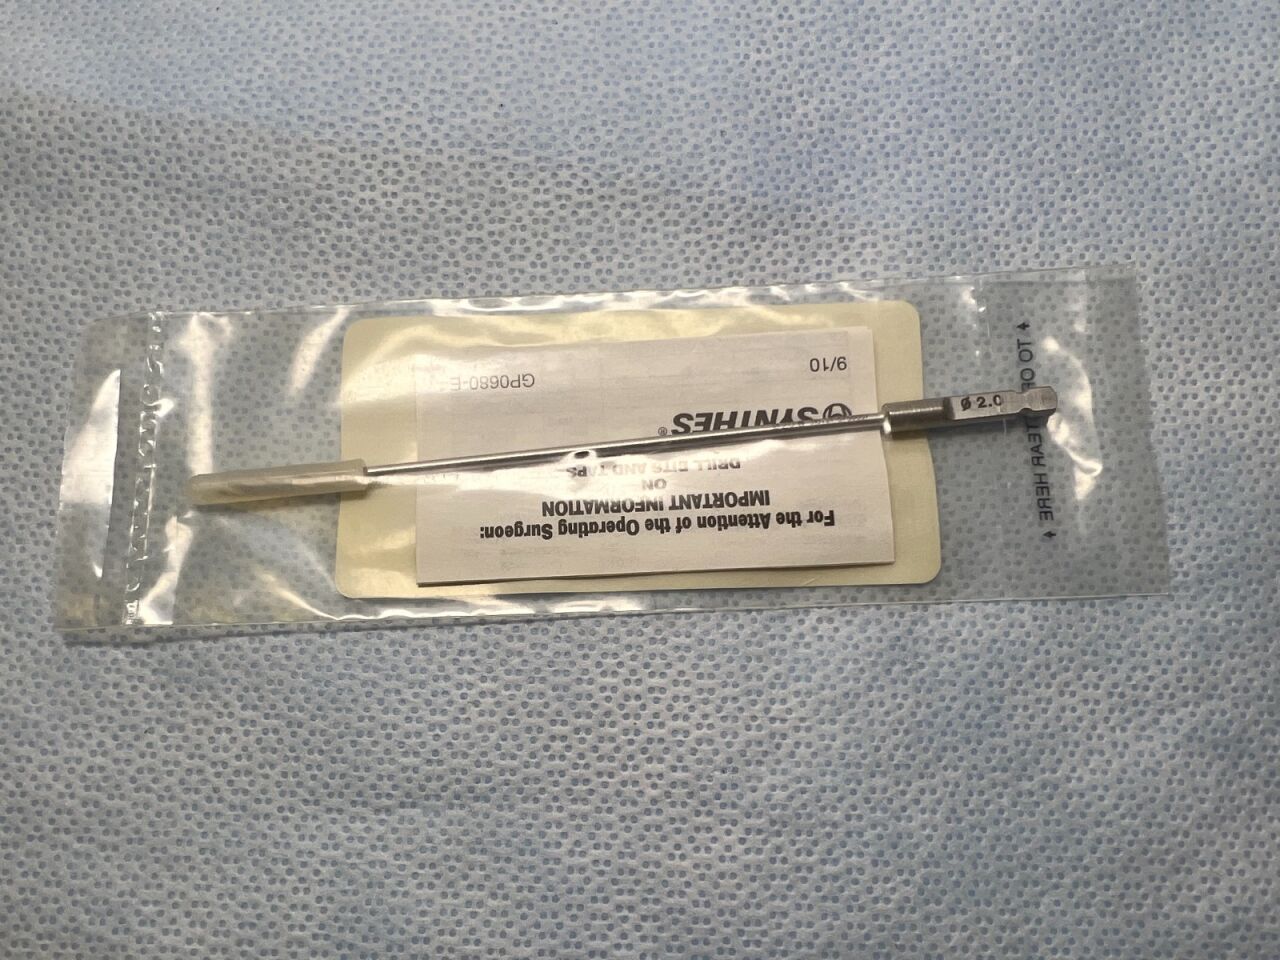 For the Attention of the Operating Surgeon:
IMPORTANT INFORMATION
ON
DRILL BITS AND TAPS
SYNTHES®
9/10
GP0680-E
Ø 2.0
TO TEAR HERE